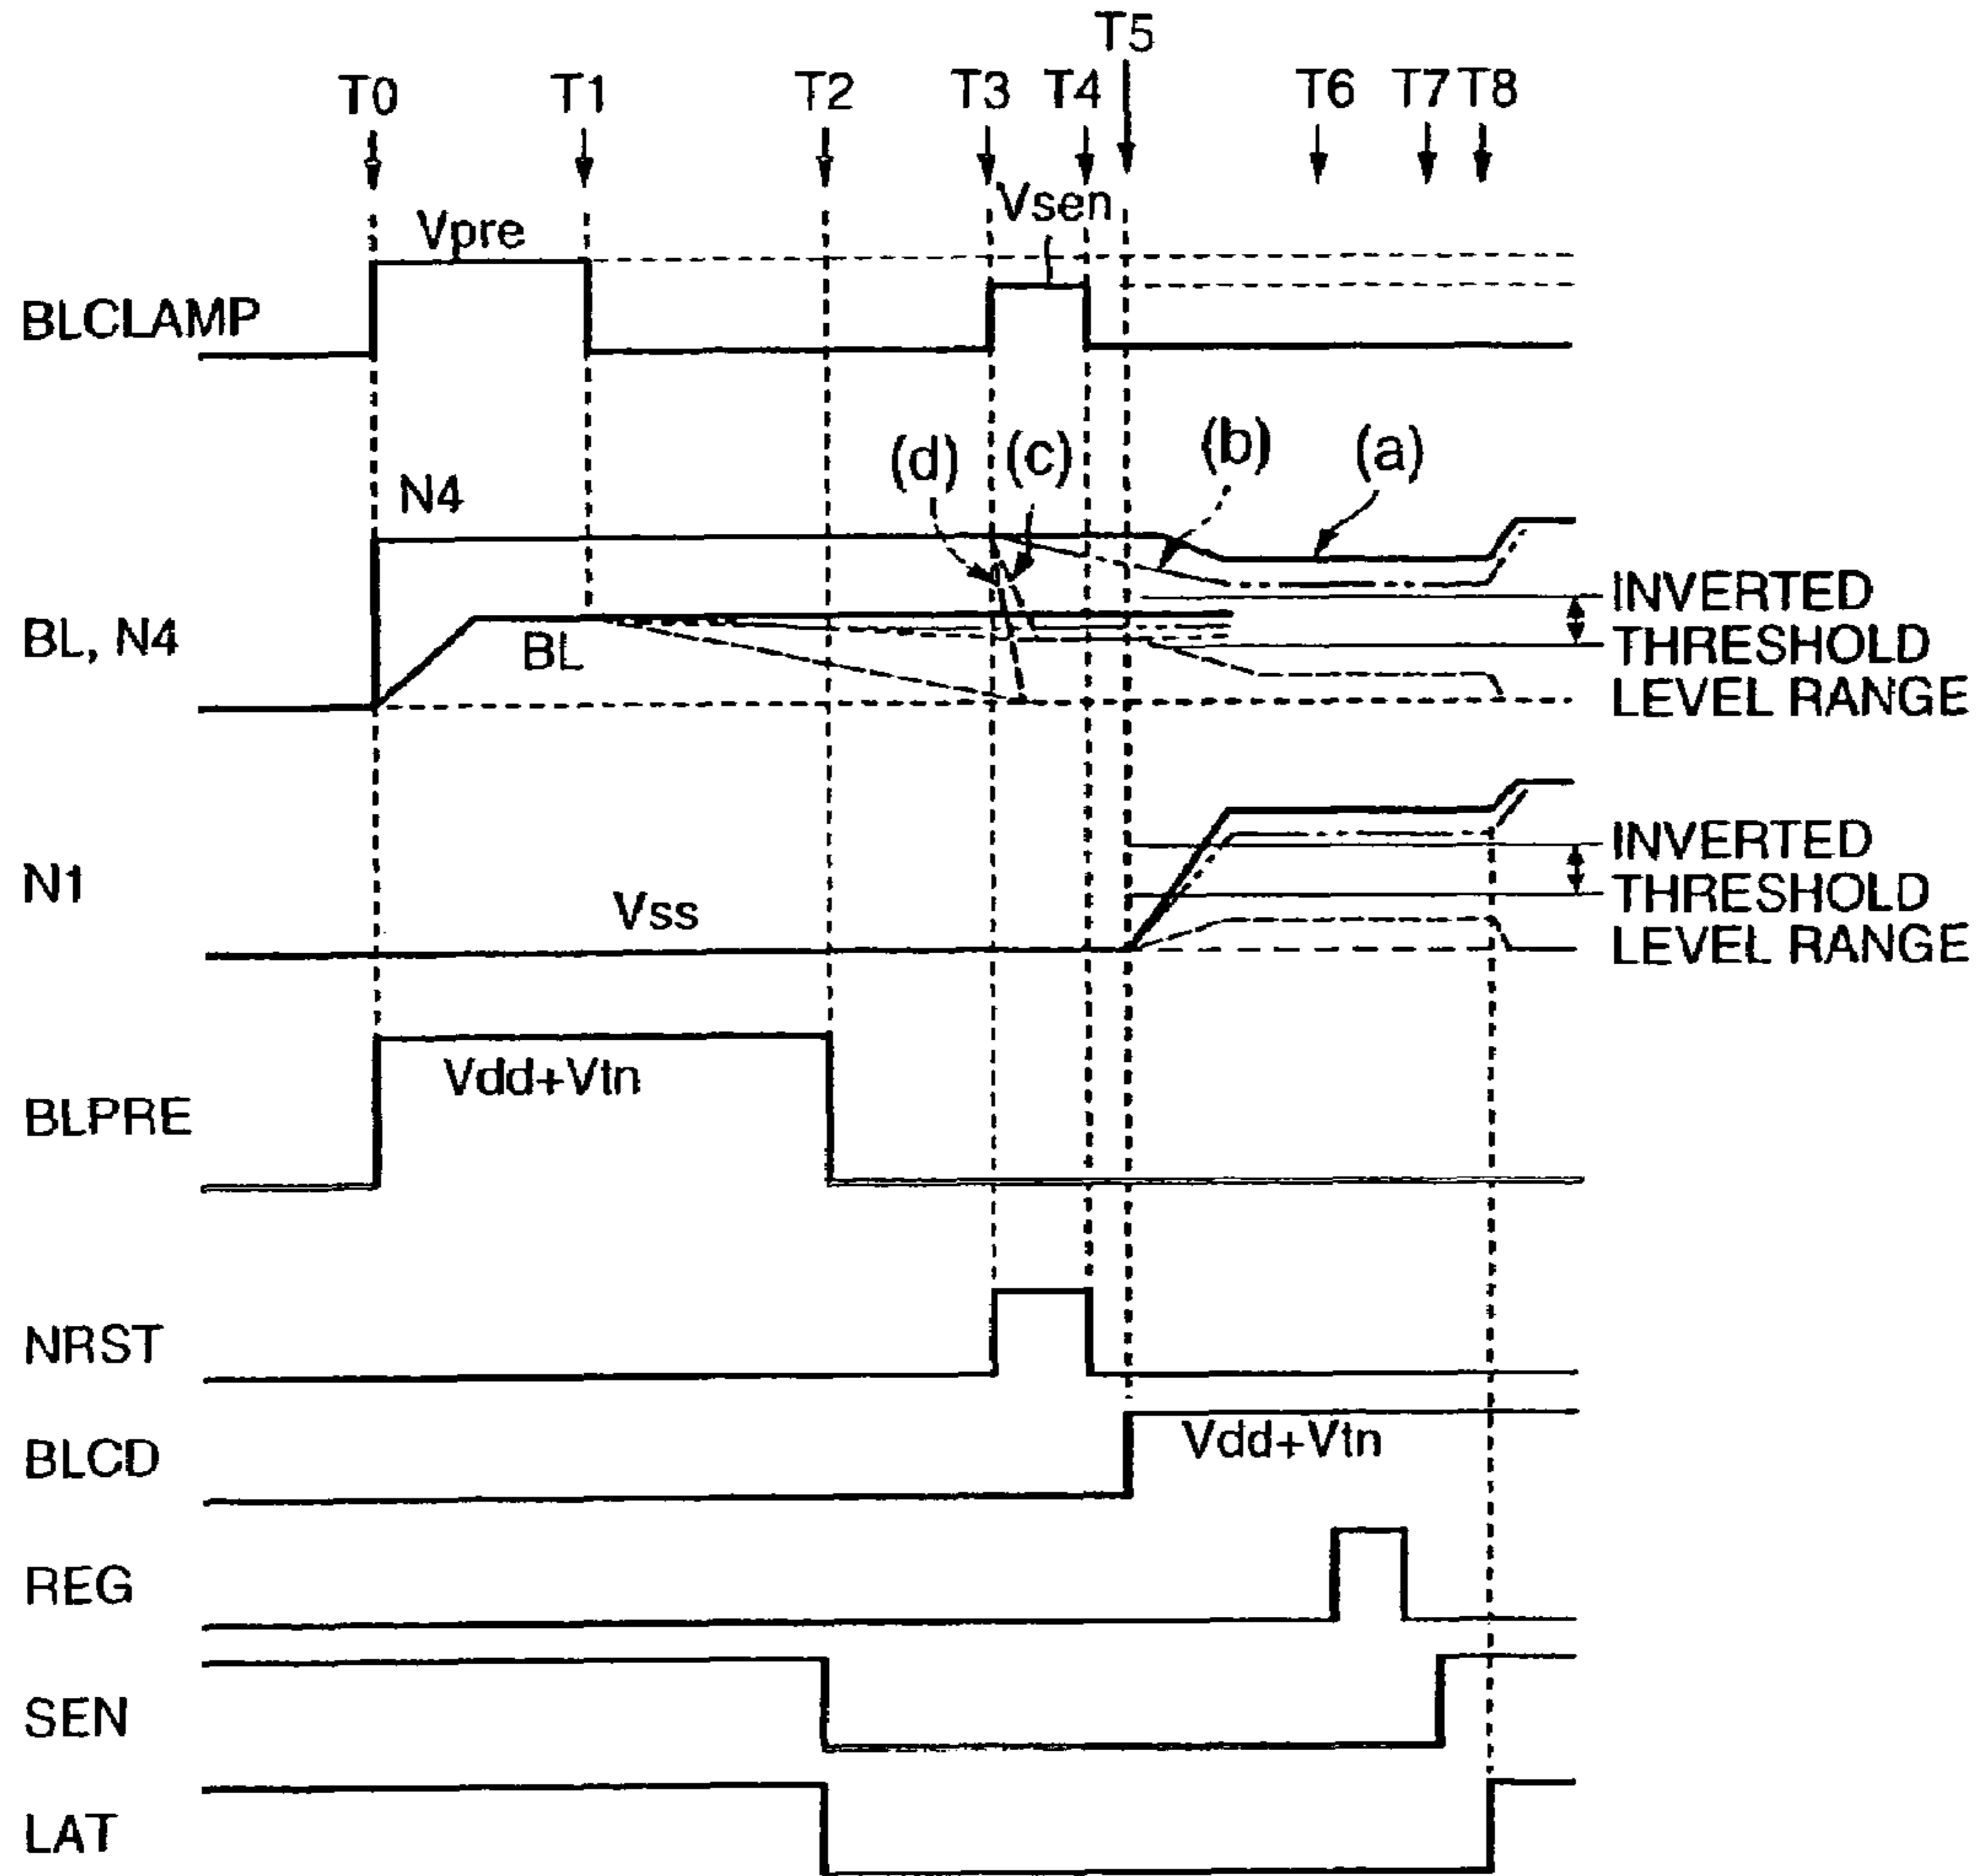 T5
T0 T1 T2 T3 T4 T6 T7 T8
Vpre Vsen
BLCLAMP
(d) (c) (b) (a)
N4
BL, N4
BL
INVERTED
THRESHOLD
LEVEL RANGE
N1
Vss
INVERTED
THRESHOLD
LEVEL RANGE
BLPRE
Vdd+Vtn
NRST
BLCD
Vdd+Vtn
REG
SEN
LAT